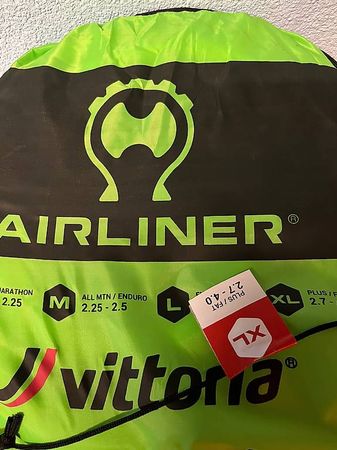 AIRLINER®
ARATHON
2.25
M
ALL MTN / ENDURO
2.25 - 2.5
L
XL
PLUS / F
2.7 -
PLUS / FAT
2.7 - 4.0
XL
vittoria®